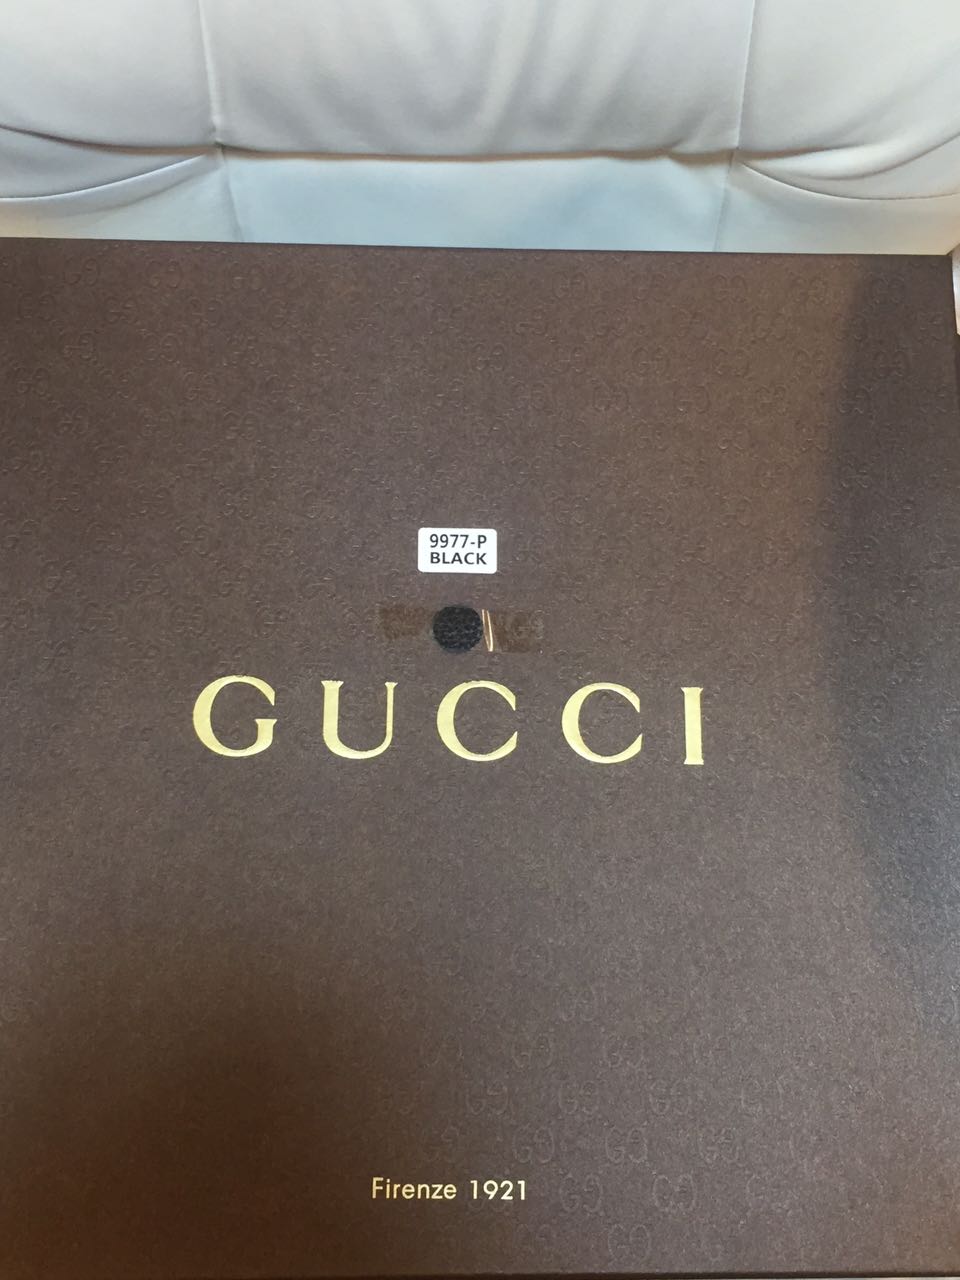 9977-P
BLACK
GUCCI
Firenze 1921